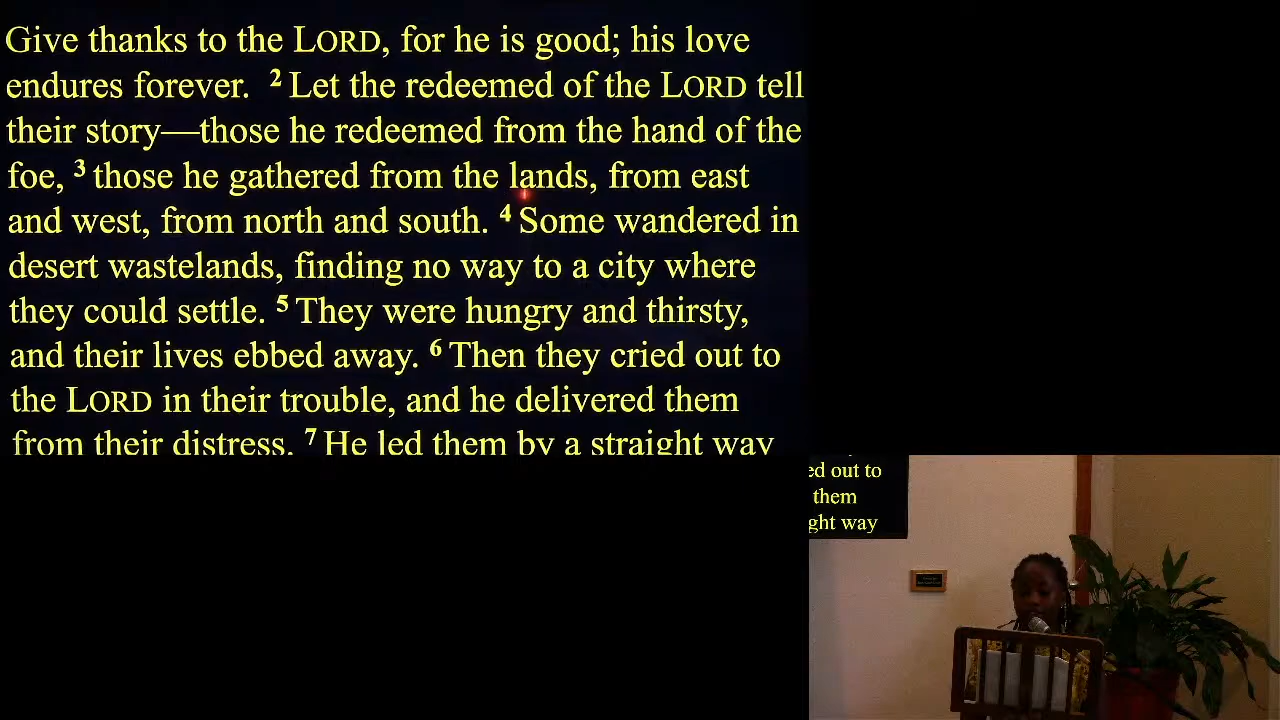 Give thanks to the LORD, for he is good; his love
endures forever. 2 Let the redeemed of the LORD tell
their story—those he redeemed from the hand of the
foe, 3 those he gathered from the lands, from east
and west, from north and south. 4 Some wandered in
desert wastelands, finding no way to a city where
they could settle. 5 They were hungry and thirsty,
and their lives ebbed away. 6 Then they cried out to
the LORD in their trouble, and he delivered them
from their distress. 7 He led them by a straight way
ed out to
them
ght way